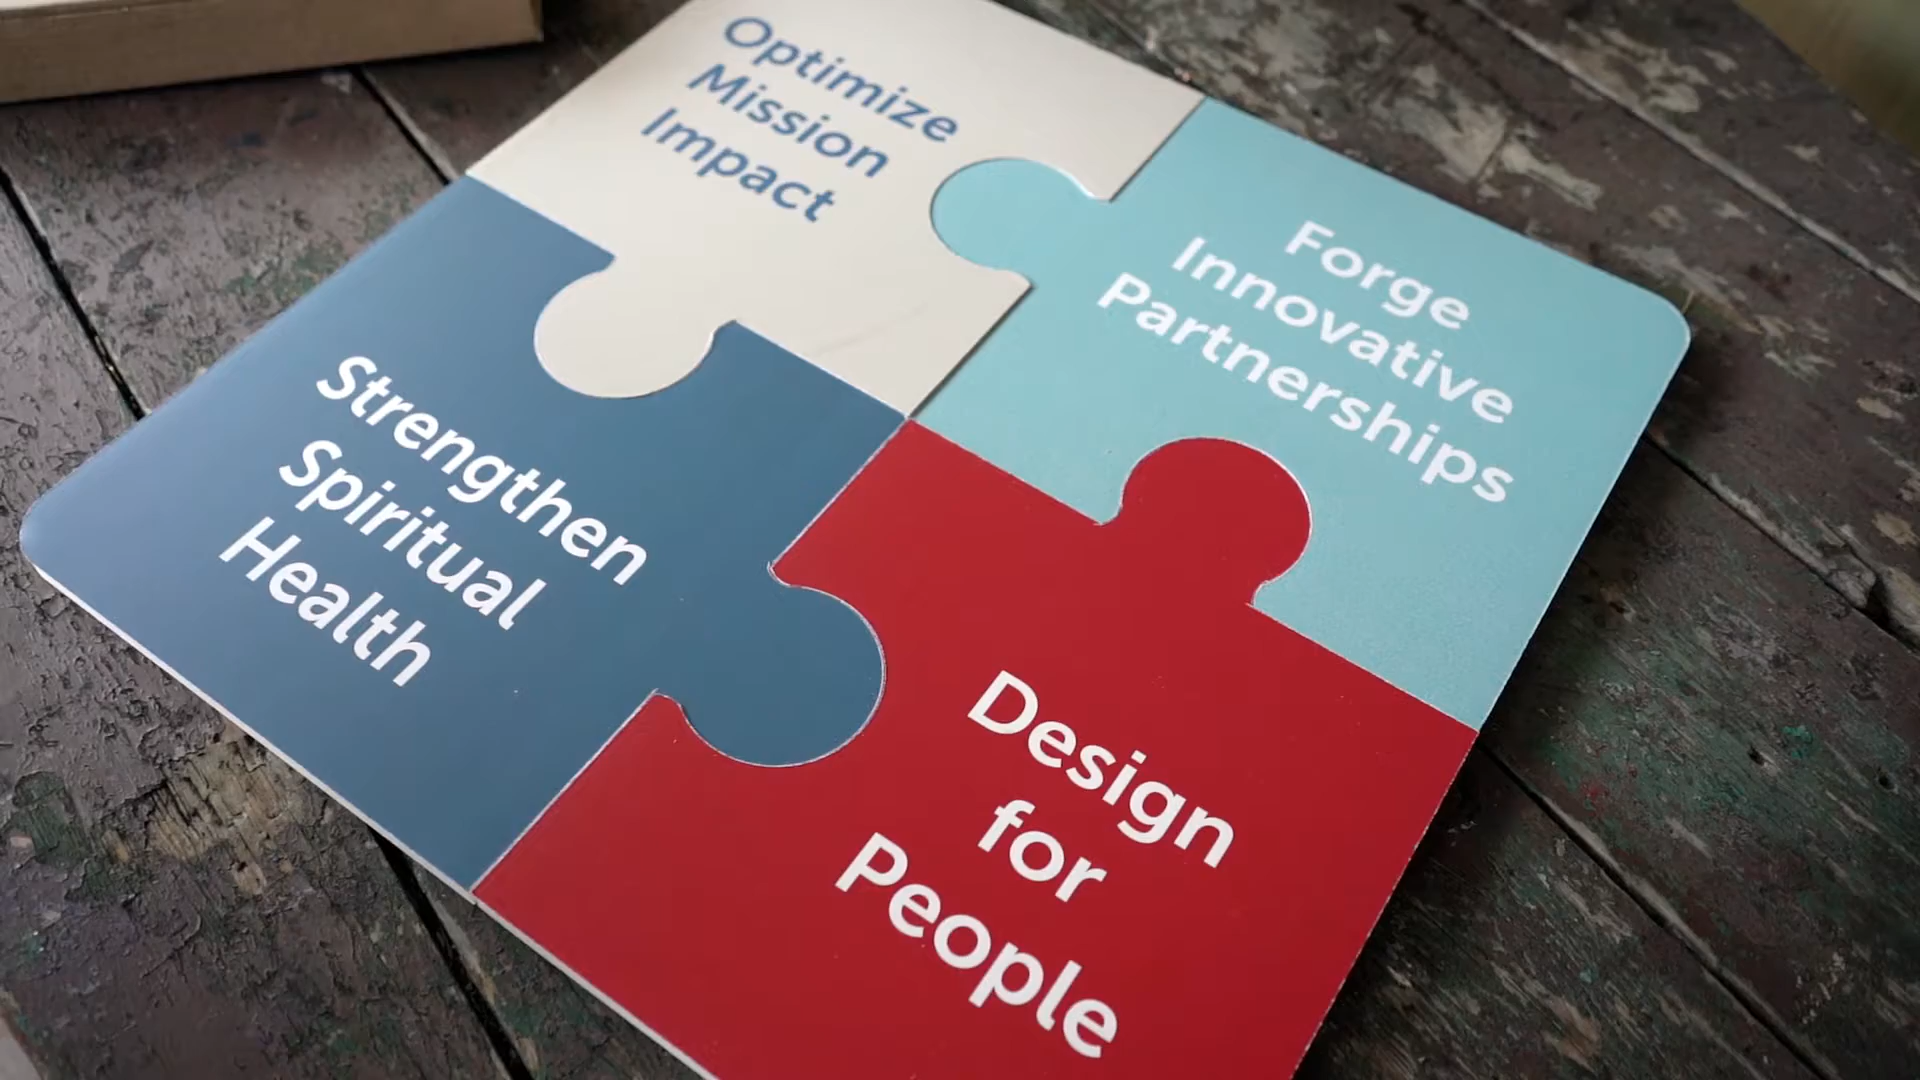 Optimize
Mission
Impact
Forge
Innovative
Partnerships
Strengthen
Spiritual
Health
Design
for
People